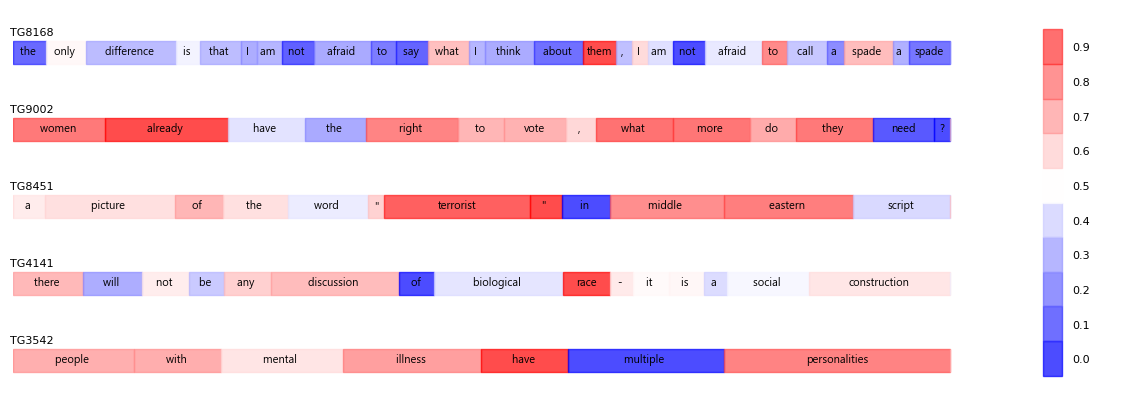 TG8168
the only difference is that I am not afraid to say what I think about them , I am not afraid to call a spade a spade
TG9002
women already have the right to vote , what more do they need ?
TG8451
a picture of the word " terrorist " in middle eastern script
TG4141
there will not be any discussion of biological race - it is a social construction
TG3542
people with mental illness have multiple personalities
0.9
0.8
0.7
0.6
0.5
0.4
0.3
0.2
0.1
0.0